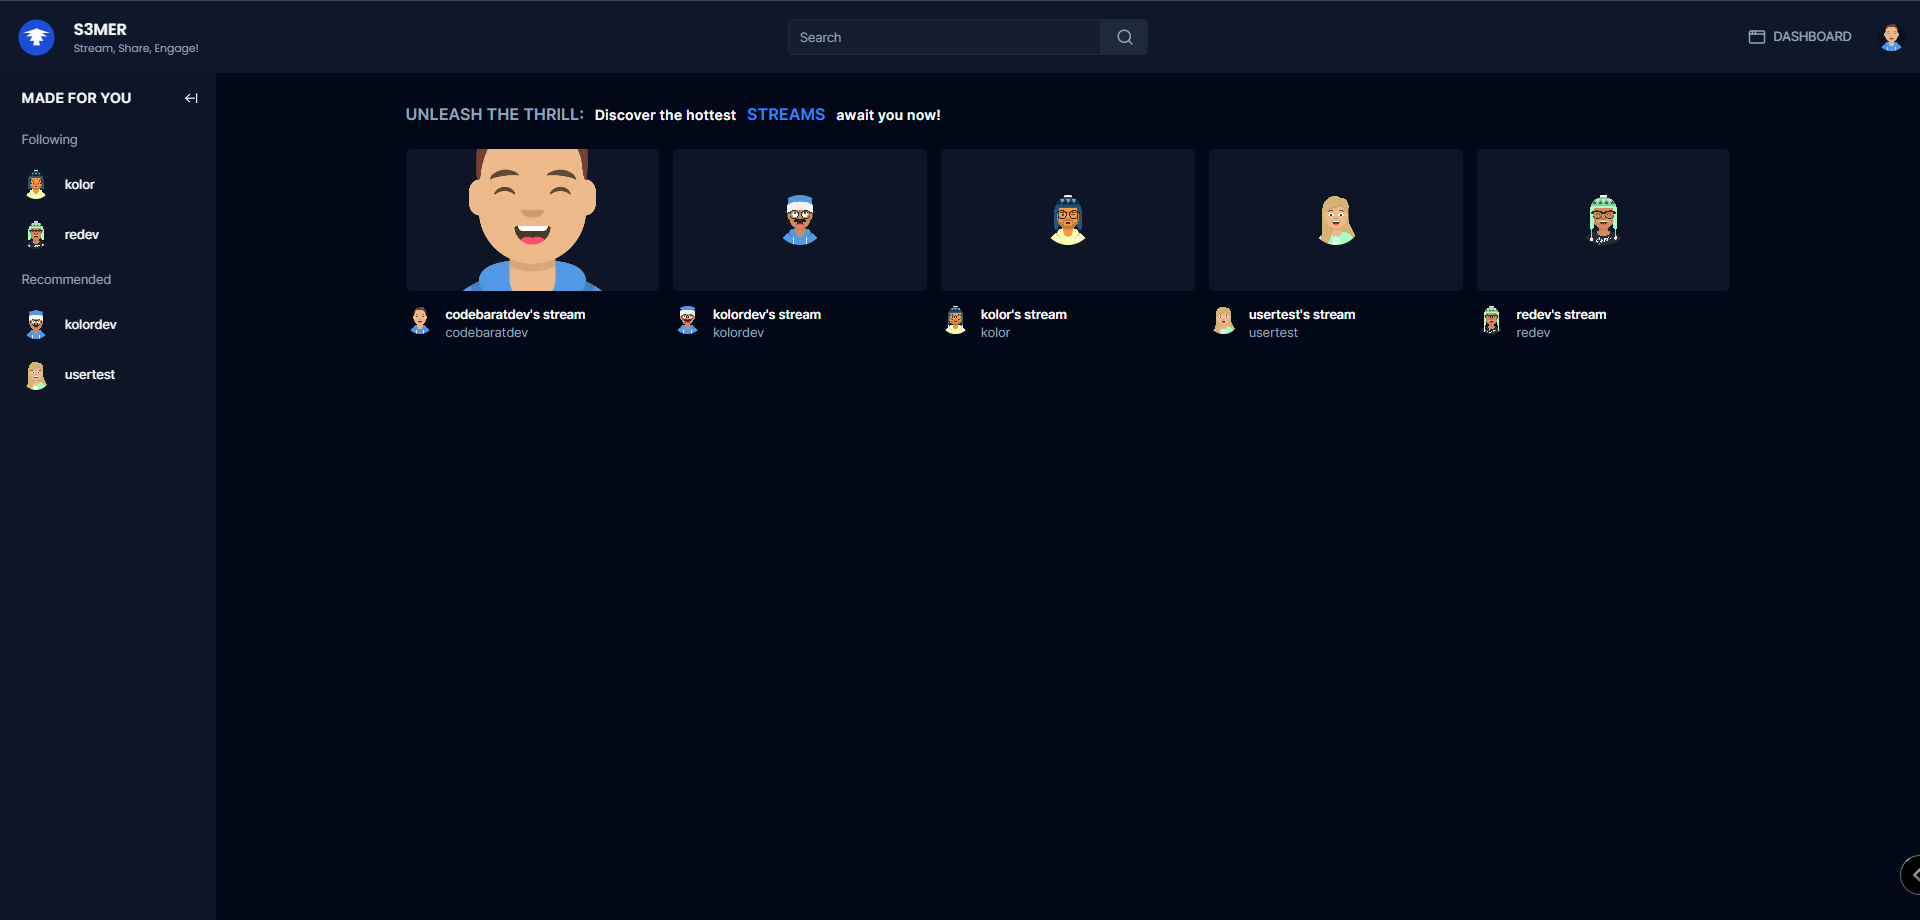 S3MER
Stream, Share, Engage!
Search
DASHBOARD
MADE FOR YOU
Following
kolor
redev
Recommended
kolordev
usertest
UNLEASH THE THRILL: Discover the hottest STREAMS await you now!
codebaratdev's stream
codebaratdev
kolordev's stream
kolordev
kolor's stream
kolor
usertest's stream
usertest
redev's stream
redev